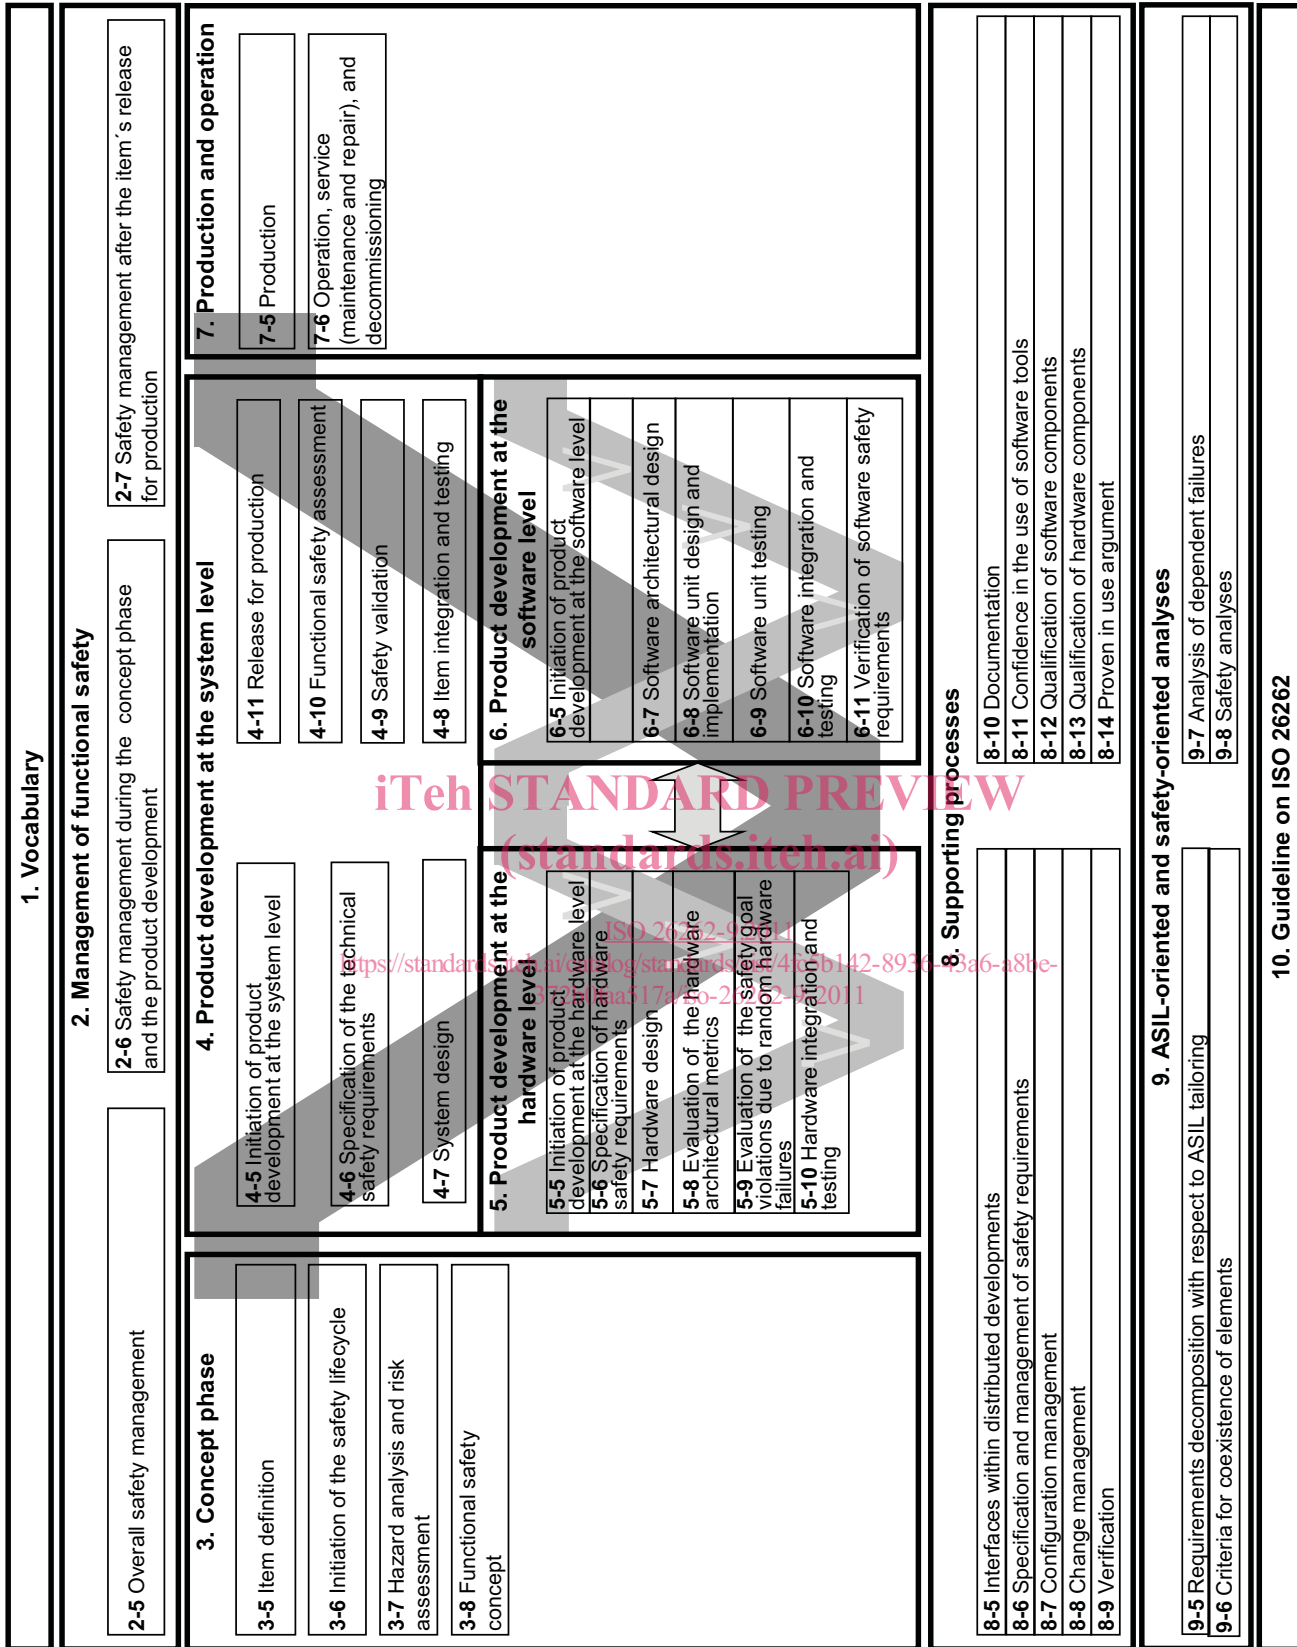 1. Vocabulary
2. Management of functional safety
2-5 Overall safety management
2-6 Safety management during the concept phase
and the product development
2-7 Safety management after the item´s release
for production
3. Concept phase
3-5 Item definition
3-6 Initiation of the safety lifecycle
3-7 Hazard analysis and risk
assessment
3-8 Functional safety
concept
4. Product development at the system level
4-5 Initiation of product
development at the system level
4-6 Specification of the technical
safety requirements
4-7 System design
4-11 Release for production
4-10 Functional safety assessment
4-9 Safety validation
4-8 Item integration and testing
7. Production and operation
7-5 Production
7-6 Operation, service
(maintenance and repair), and
decommissioning
5. Product development at the
hardware level
5-5 Initiation of product
development at the hardware level
5-6 Specification of hardware
safety requirements
5-7 Hardware design
5-8 Evaluation of the hardware
architectural metrics
5-9 Evaluation of the safety goal
violations due to random hardware
failures
5-10 Hardware integration and
testing
6. Product development at the
software level
6-5 Initiation of product
development at the software level
6-7 Software architectural design
6-8 Software unit design and
implementation
6-9 Software unit testing
6-10 Software integration and
testing
6-11 Verification of software safety
requirements
8. Supporting processes
8-5 Interfaces within distributed developments
8-6 Specification and management of safety requirements
8-7 Configuration management
8-8 Change management
8-9 Verification
8-10 Documentation
8-11 Confidence in the use of software tools
8-12 Qualification of software components
8-13 Qualification of hardware components
8-14 Proven in use argument
9. ASIL-oriented and safety-oriented analyses
9-5 Requirements decomposition with respect to ASIL tailoring
9-6 Criteria for coexistence of elements
9-7 Analysis of dependent failures
9-8 Safety analyses
10. Guideline on ISO 26262
iTeh STANDARD PREVIEW
(standards.iteh.ai)
ISO 26262-9:2011